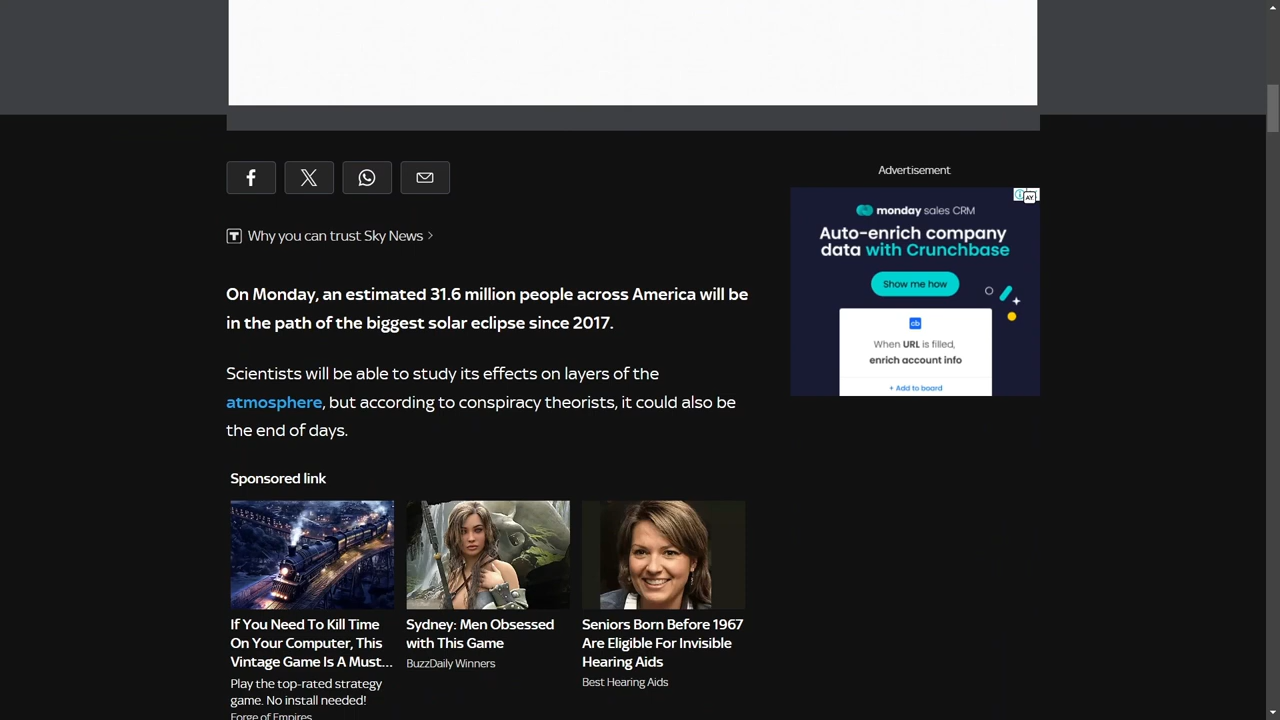 Why you can trust Sky News
On Monday, an estimated 31.6 million people across America will be
in the path of the biggest solar eclipse since 2017.
Scientists will be able to study its effects on layers of the
atmosphere, but according to conspiracy theorists, it could also be
the end of days.
Sponsored link
If You Need To Kill Time
On Your Computer, This
Vintage Game Is A Must...
Play the top-rated strategy
game. No install needed!
Forge of Empires
Sydney: Men Obsessed
with This Game
BuzzDaily Winners
Seniors Born Before 1967
Are Eligible For Invisible
Hearing Aids
Best Hearing Aids
Advertisement
AY
monday sales CRM
Auto-enrich company
data with Crunchbase
Show me how
cb
When URL is filled,
enrich account info
+ Add to board